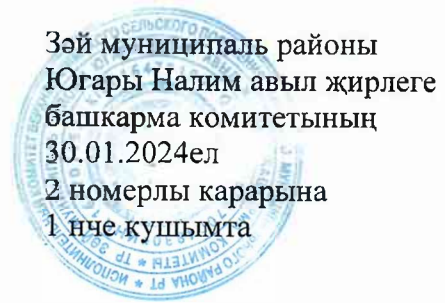 Зәй муниципаль районы
Югары Налим авыл җирлеге
башкарма комитетының
30.01.2024ел
2 номерлы карарына
1 нче кушымта